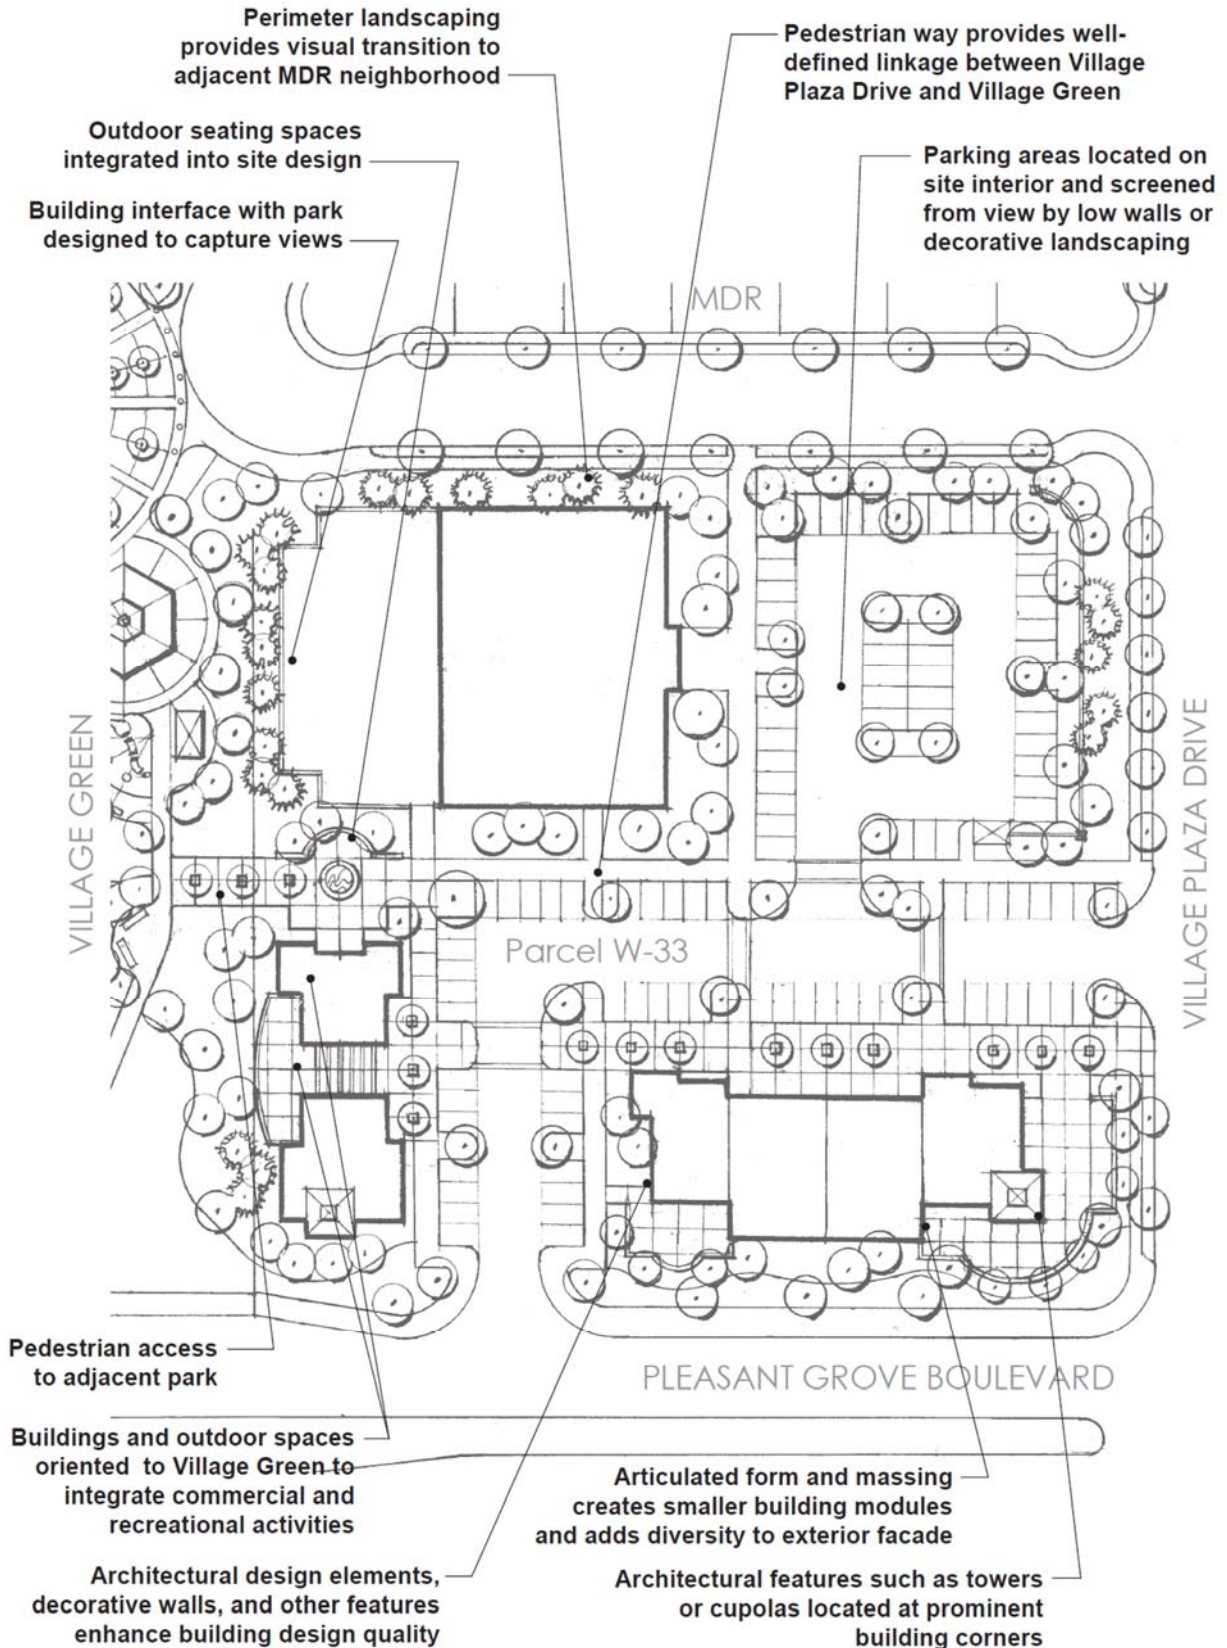 Perimeter landscaping
provides visual transition to
adjacent MDR neighborhood
Pedestrian way provides well-
defined linkage between Village
Plaza Drive and Village Green
Outdoor seating spaces
integrated into site design
Parking areas located on
site interior and screened
from view by low walls or
decorative landscaping
Building interface with park
designed to capture views
MDR
VILLAGE GREEN
VILLAGE PLAZA DRIVE
Parcel W-33
Pedestrian access
to adjacent park
PLEASANT GROVE BOULEVARD
Buildings and outdoor spaces
oriented to Village Green to
integrate commercial and
recreational activities
Articulated form and massing
creates smaller building modules
and adds diversity to exterior facade
Architectural design elements,
decorative walls, and other features
enhance building design quality
Architectural features such as towers
or cupolas located at prominent
building corners